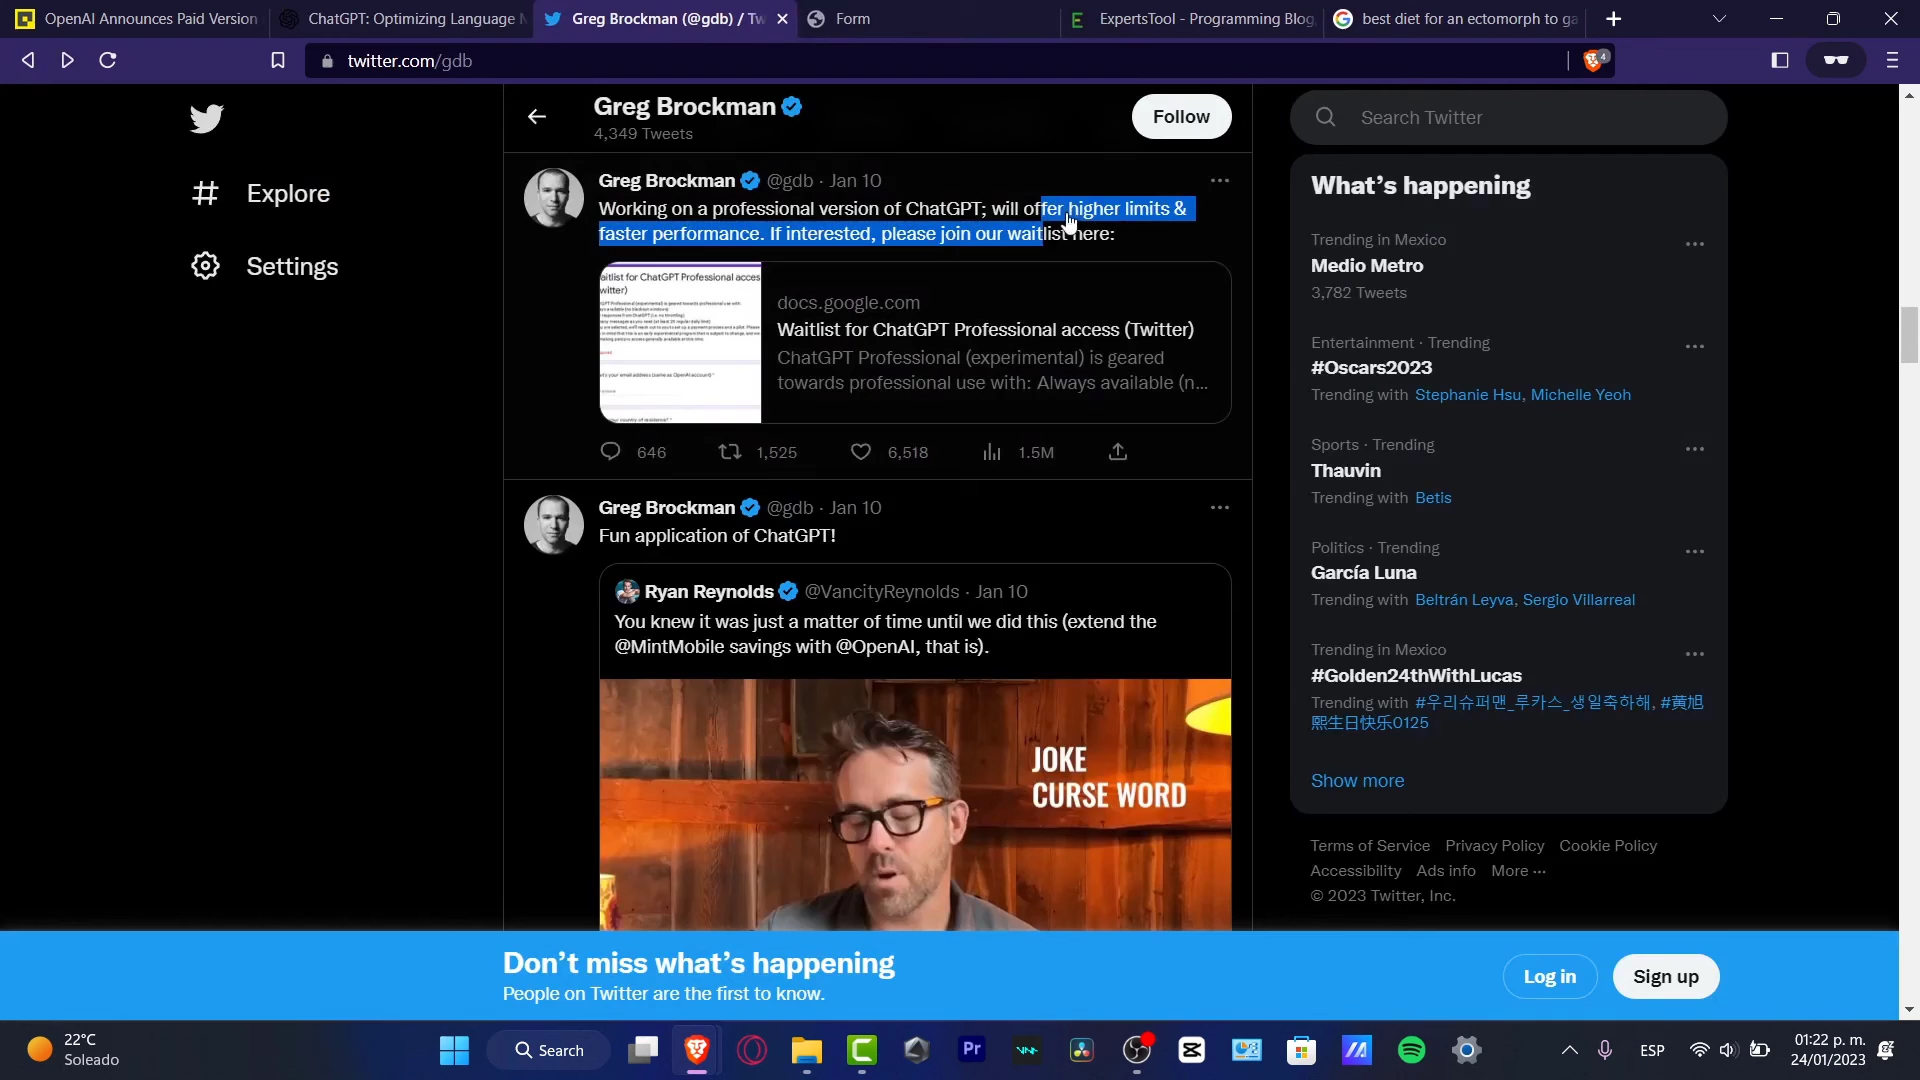 OpenAI Announces Paid Version
ChatGPT: Optimizing Language
Greg Brockman (@gdb) / Tw
Form
ExpertsTool - Programming Blog,
best diet for an ectomorph to ga
twitter.com/gdb
4
Greg Brockman
4,349 Tweets
Follow
Search Twitter
Explore
Settings
Greg Brockman @gdb · Jan 10
Working on a professional version of ChatGPT; will offer higher limits &
faster performance. If interested, please join our waitlist here:
aitlist for ChatGPT Professional acces
witter)
docs.google.com
Waitlist for ChatGPT Professional access (Twitter)
ChatGPT Professional (experimental) is geared
towards professional use with: Always available (n...
646 1,525 6,518 1.5M
Greg Brockman @gdb · Jan 10
Fun application of ChatGPT!
Ryan Reynolds @VancityReynolds · Jan 10
You knew it was just a matter of time until we did this (extend the
@MintMobile savings with @OpenAI, that is).
JOKE
CURSE WORD
What's happening
Trending in Mexico
Medio Metro
3,782 Tweets
Entertainment · Trending
#Oscars2023
Trending with Stephanie Hsu, Michelle Yeoh
Sports · Trending
Thauvin
Trending with Betis
Politics · Trending
García Luna
Trending with Beltrán Leyva, Sergio Villarreal
Trending in Mexico
#Golden24thWithLucas
Trending with #우리슈퍼맨_루카스_생일축하해, #黄旭
熙生日快乐0125
Show more
Terms of Service Privacy Policy Cookie Policy
Accessibility Ads info More ...
© 2023 Twitter, Inc.
Don't miss what's happening
People on Twitter are the first to know.
Log in
Sign up
22°C
Soleado
Search
Pr
ESP
01:22 p. m.
24/01/2023